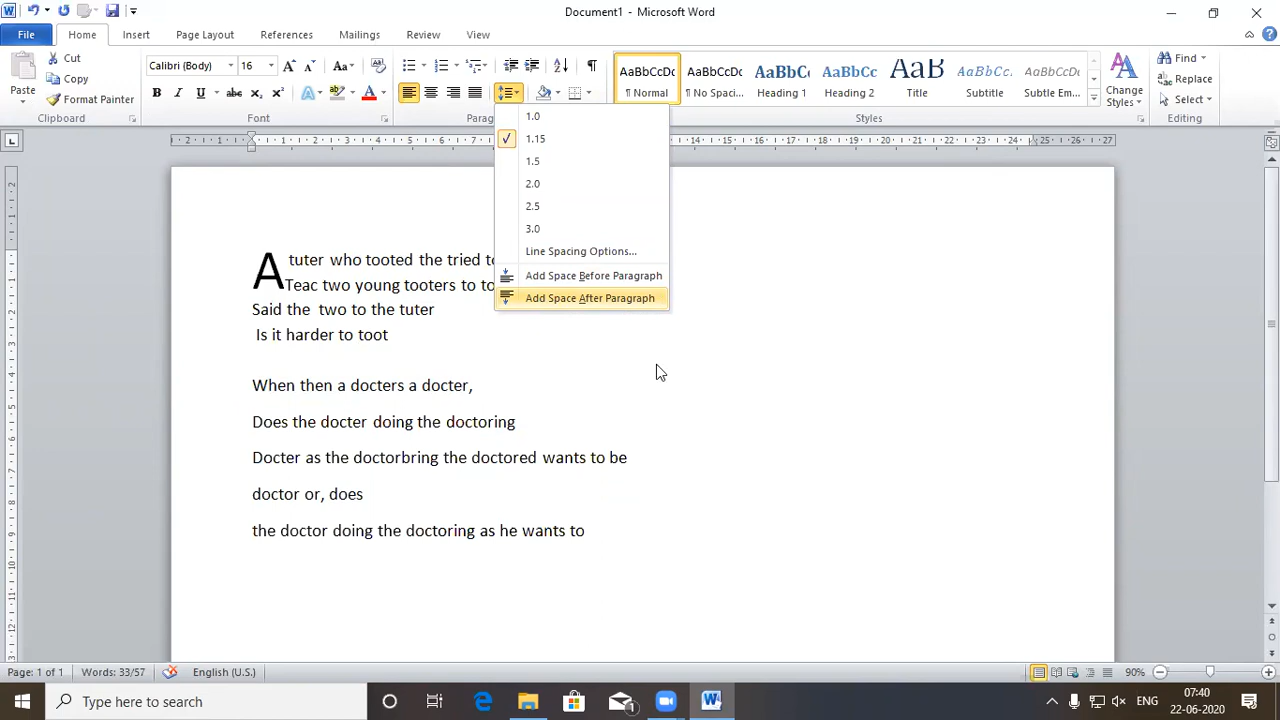 Document1 - Microsoft Word
File Home Insert Page Layout References Mailings Review View
Paste
Cut
Copy
Format Painter
Clipboard
Calibri (Body) 16
Font
Parag
AaBbCcDc AaBbCcDc AaBbCc AaBbCc AaB AaBbCcDc AaBbCcDc
¶ Normal ¶ No Spaci... Heading 1 Heading 2 Title Subtitle Subtle Em...
Change
Styles
Styles
Find
Replace
Select
Editing
1.0
1.15
1.5
2.0
2.5
3.0
Line Spacing Options...
Add Space Before Paragraph
Add Space After Paragraph
A tuter who tooted the tried to
Teac two young tooters to to
Said the two to the tuter
Is it harder to toot
When then a docters a docter,
Does the docter doing the doctoring
Docter as the doctorbring the doctored wants to be
doctor or, does
the doctor doing the doctoring as he wants to
Page: 1 of 1 Words: 33/57 English (U.S.) 90%
Type here to search
ENG
07:40
22-06-2020